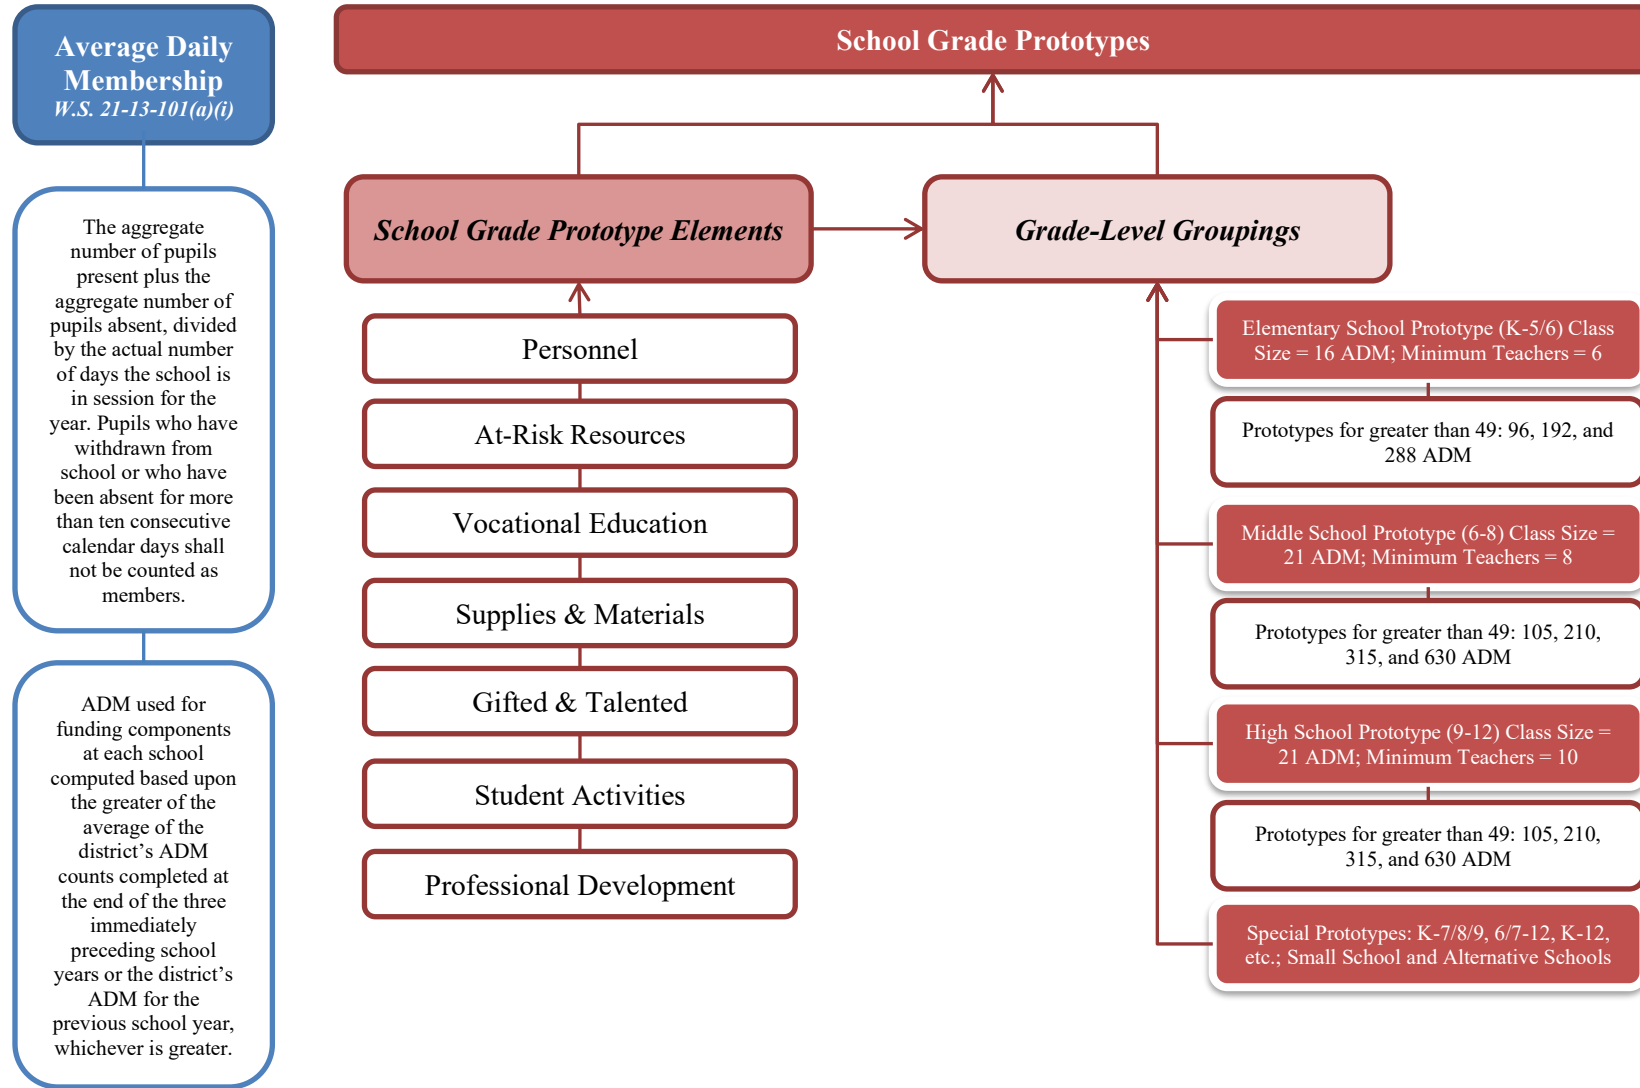 Average Daily
Membership
W.S. 21-13-101(a)(i)
The aggregate
number of pupils
present plus the
aggregate number of
pupils absent, divided
by the actual number
of days the school is
in session for the
year. Pupils who have
withdrawn from
school or who have
been absent for more
than ten consecutive
calendar days shall
not be counted as
members.
ADM used for
funding components
at each school
computed based upon
the greater of the
average of the
district’s ADM
counts completed at
the end of the three
immediately
preceding school
years or the district’s
ADM for the
previous school year,
whichever is greater.
School Grade Prototypes
School Grade Prototype Elements
Personnel
At-Risk Resources
Vocational Education
Supplies & Materials
Gifted & Talented
Student Activities
Professional Development
Grade-Level Groupings
Elementary School Prototype (K-5/6) Class
Size = 16 ADM; Minimum Teachers = 6
Prototypes for greater than 49: 96, 192, and
288 ADM
Middle School Prototype (6-8) Class Size =
21 ADM; Minimum Teachers = 8
Prototypes for greater than 49: 105, 210,
315, and 630 ADM
High School Prototype (9-12) Class Size =
21 ADM; Minimum Teachers = 10
Prototypes for greater than 49: 105, 210,
315, and 630 ADM
Special Prototypes: K-7/8/9, 6/7-12, K-12,
etc.; Small School and Alternative Schools